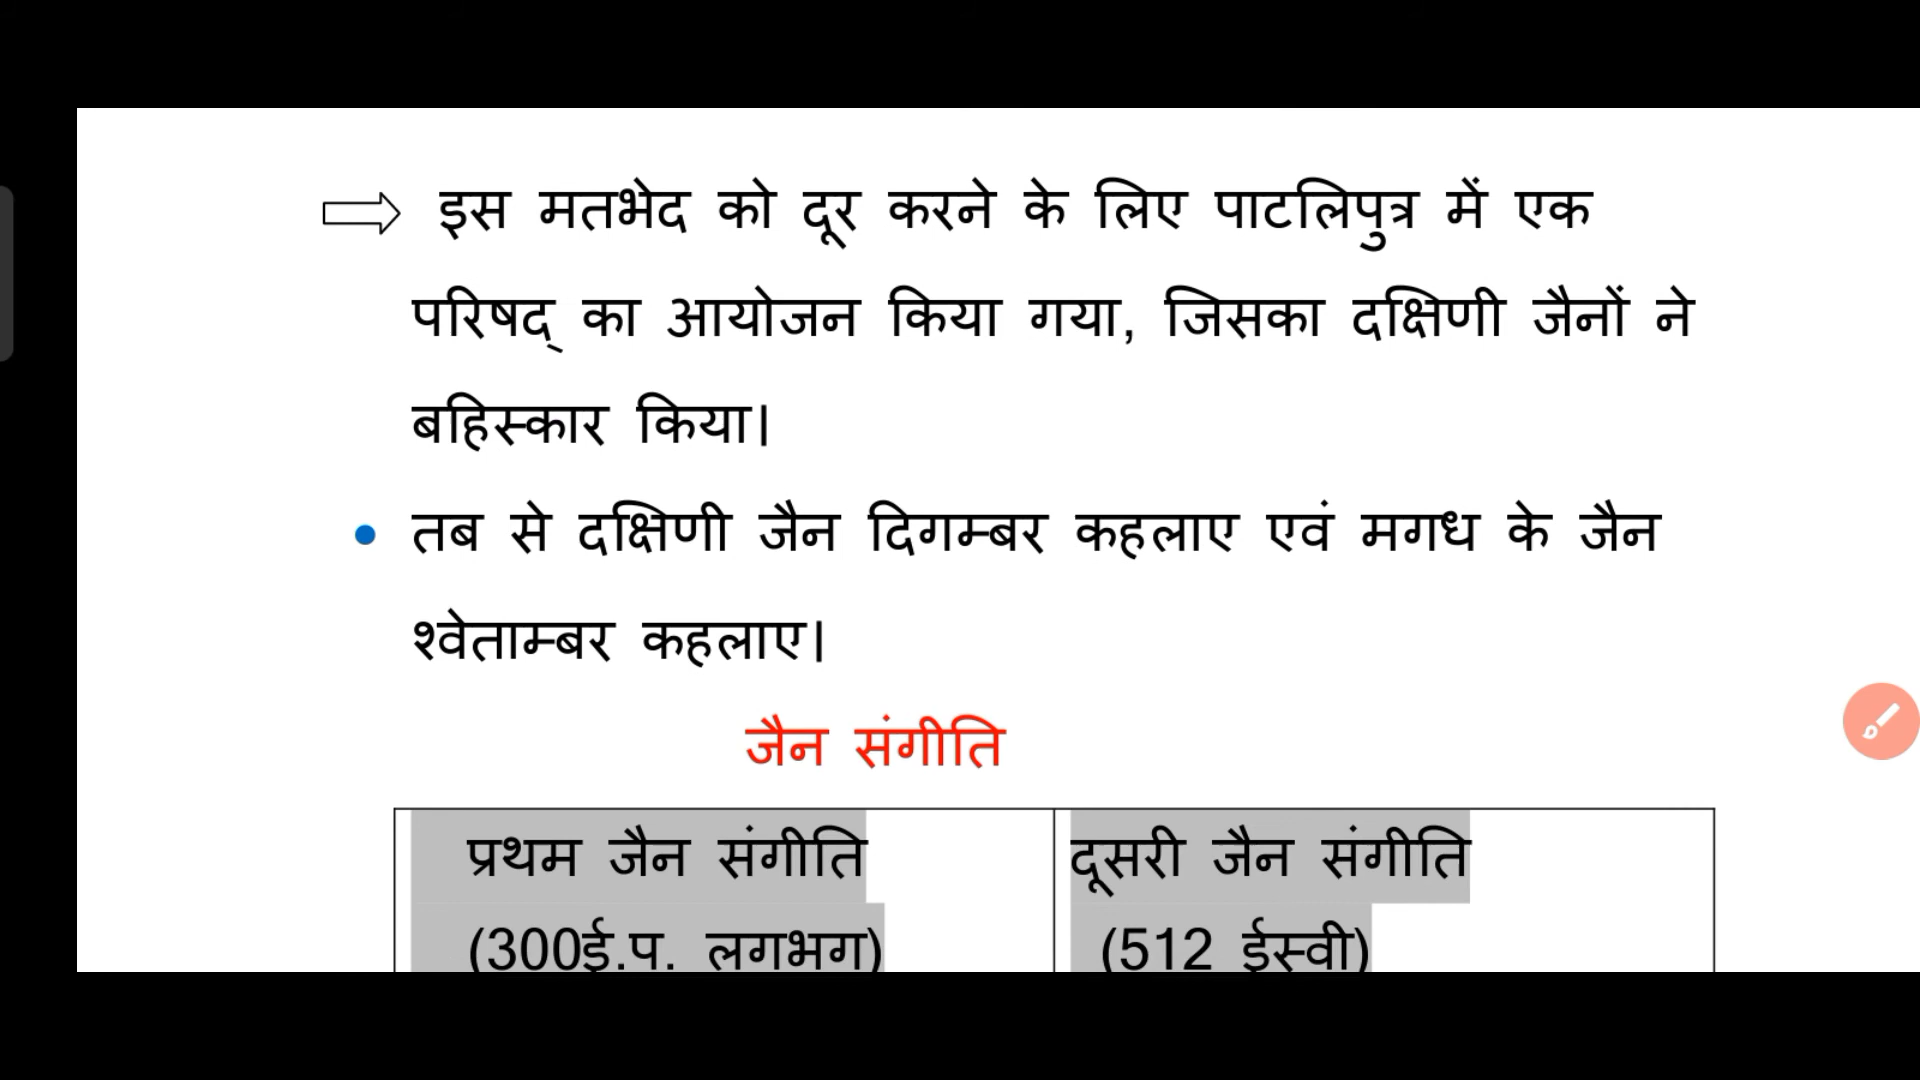 इस मतभेद को दूर करने के लिए पाटलिपुत्र में एक
परिषद् का आयोजन किया गया, जिसका दक्षिणी जैनों ने
बहिस्कार किया।
तब से दक्षिणी जैन दिगम्बर कहलाए एवं मगध के जैन
श्वेताम्बर कहलाए।
जैन संगीति
प्रथम जैन संगीति
(300ई.प. लगभग)
दूसरी जैन संगीति
(512 ईस्वी)